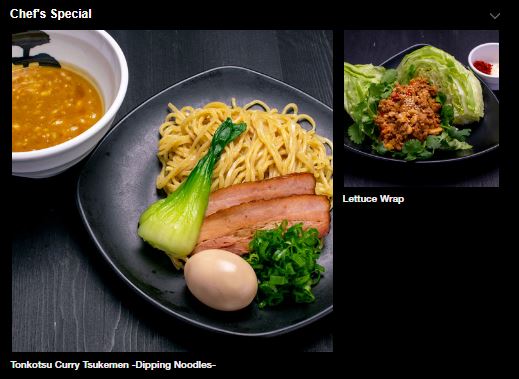 Chef's Special
Lettuce Wrap
Tonkotsu Curry Tsukemen -Dipping Noodles-